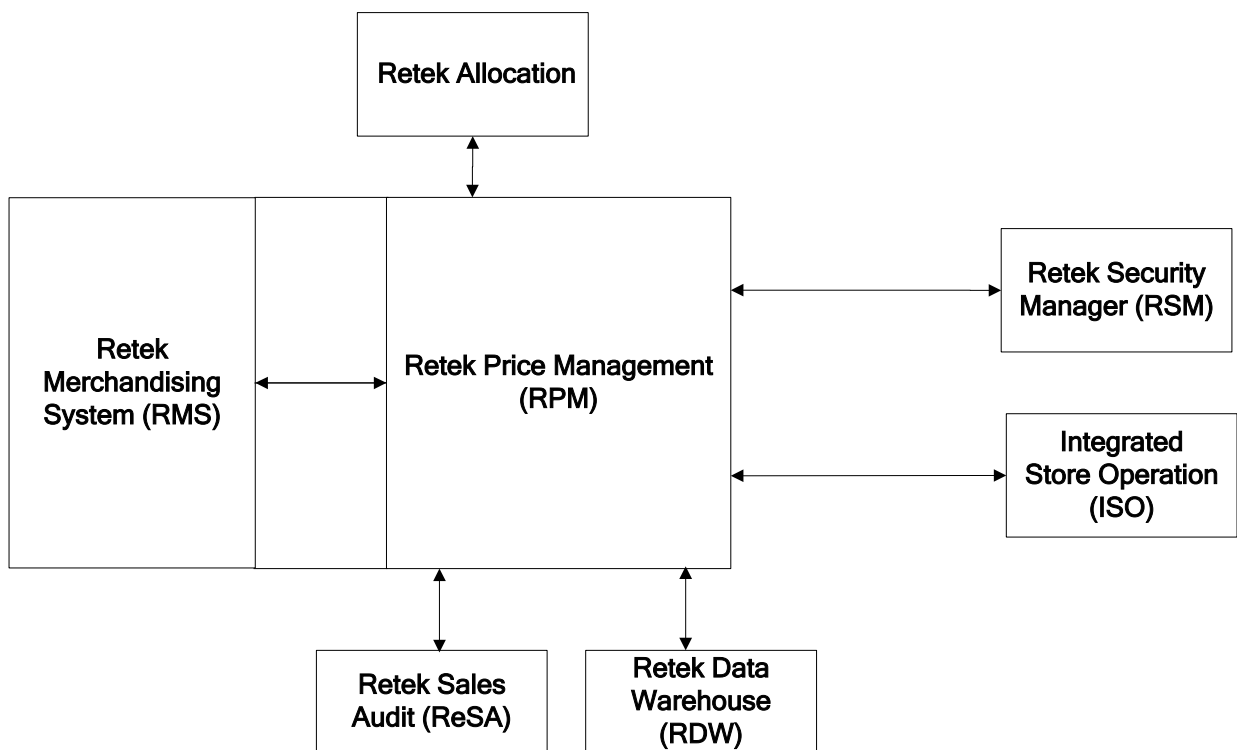 Retek Allocation
Retek
Merchandising
System (RMS)
Retek Price Management
(RPM)
Retek Security
Manager (RSM)
Integrated
Store Operation
(ISO)
Retek Sales
Audit (ReSA)
Retek Data
Warehouse
(RDW)